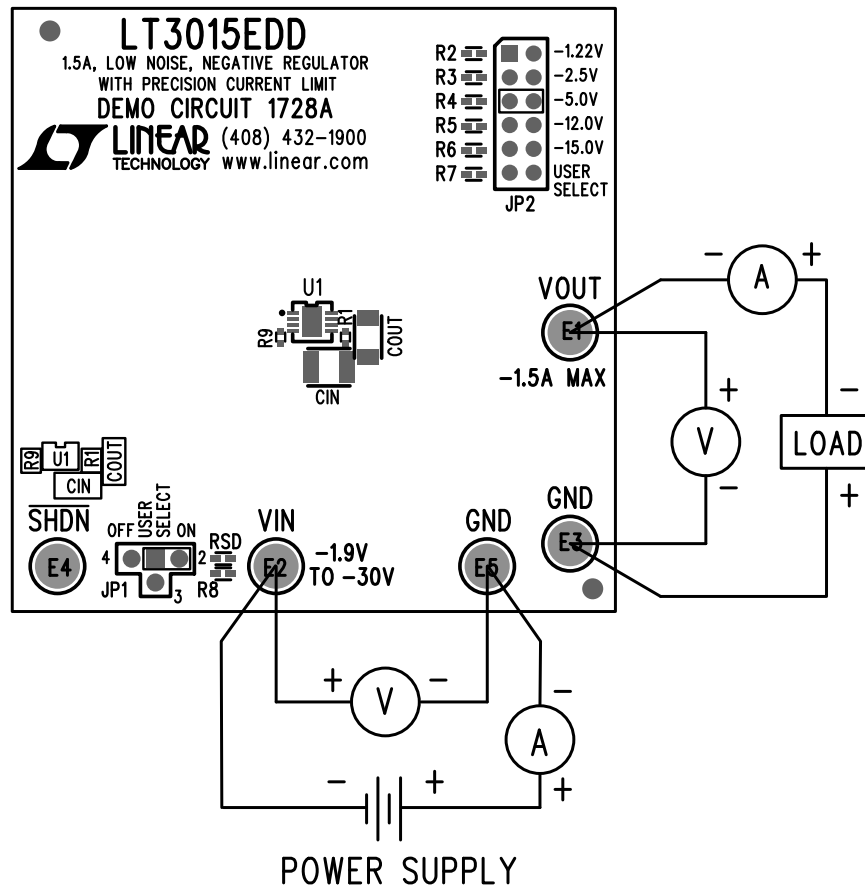 LT3015EDD
1.5A, LOW NOISE, NEGATIVE REGULATOR
WITH PRECISION CURRENT LIMIT
DEMO CIRCUIT 1728A
LINEAR (408) 432-1900
TECHNOLOGY www.linear.com
R2 -1.22V
R3 -2.5V
R4 -5.0V
R5 -12.0V
R6 -15.0V
R7 USER
SELECT
JP2
U1
R9
R1
COUT
CIN
VOUT
E1
-1.5A MAX
- A +
+
V
-
-
LOAD
+
GND
E3
R9
U1
R1
COUT
CIN
SHDN
E4
OFF
USER
SELECT
ON
4
2
JP1
3
RSD
R8
VIN
E2
-1.9V
TO -30V
GND
E5
+ V -
-
A
+
- +
POWER SUPPLY